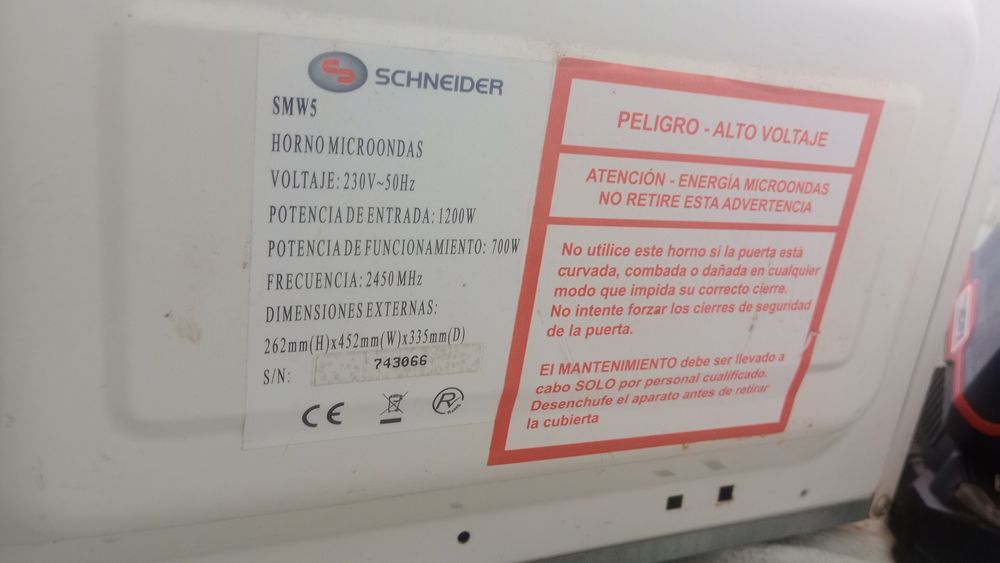 SCHNEIDER
SMW5
HORNO MICROONDAS
VOLTAJE: 230V~50Hz
POTENCIA DE ENTRADA: 1200W
POTENCIA DE FUNCIONAMIENTO: 700W
FRECUENCIA: 2450 MHz
DIMENSIONES EXTERNAS:
262mm(H)x452mm(W)x335mm(D)
S/N: 743066
CE
PELIGRO - ALTO VOLTAJE
ATENCIÓN - ENERGÍA MICROONDAS
NO RETIRE ESTA ADVERTENCIA
No utilice este horno si la puerta está
curvada, combada o dañada en cualquier
modo que impida su correcto cierre.
No intente forzar los cierres de seguridad
de la puerta.
El MANTENIMIENTO debe ser llevado a
cabo SOLO por personal cualificado.
Desenchufe el aparato antes de retirar
la cubierta